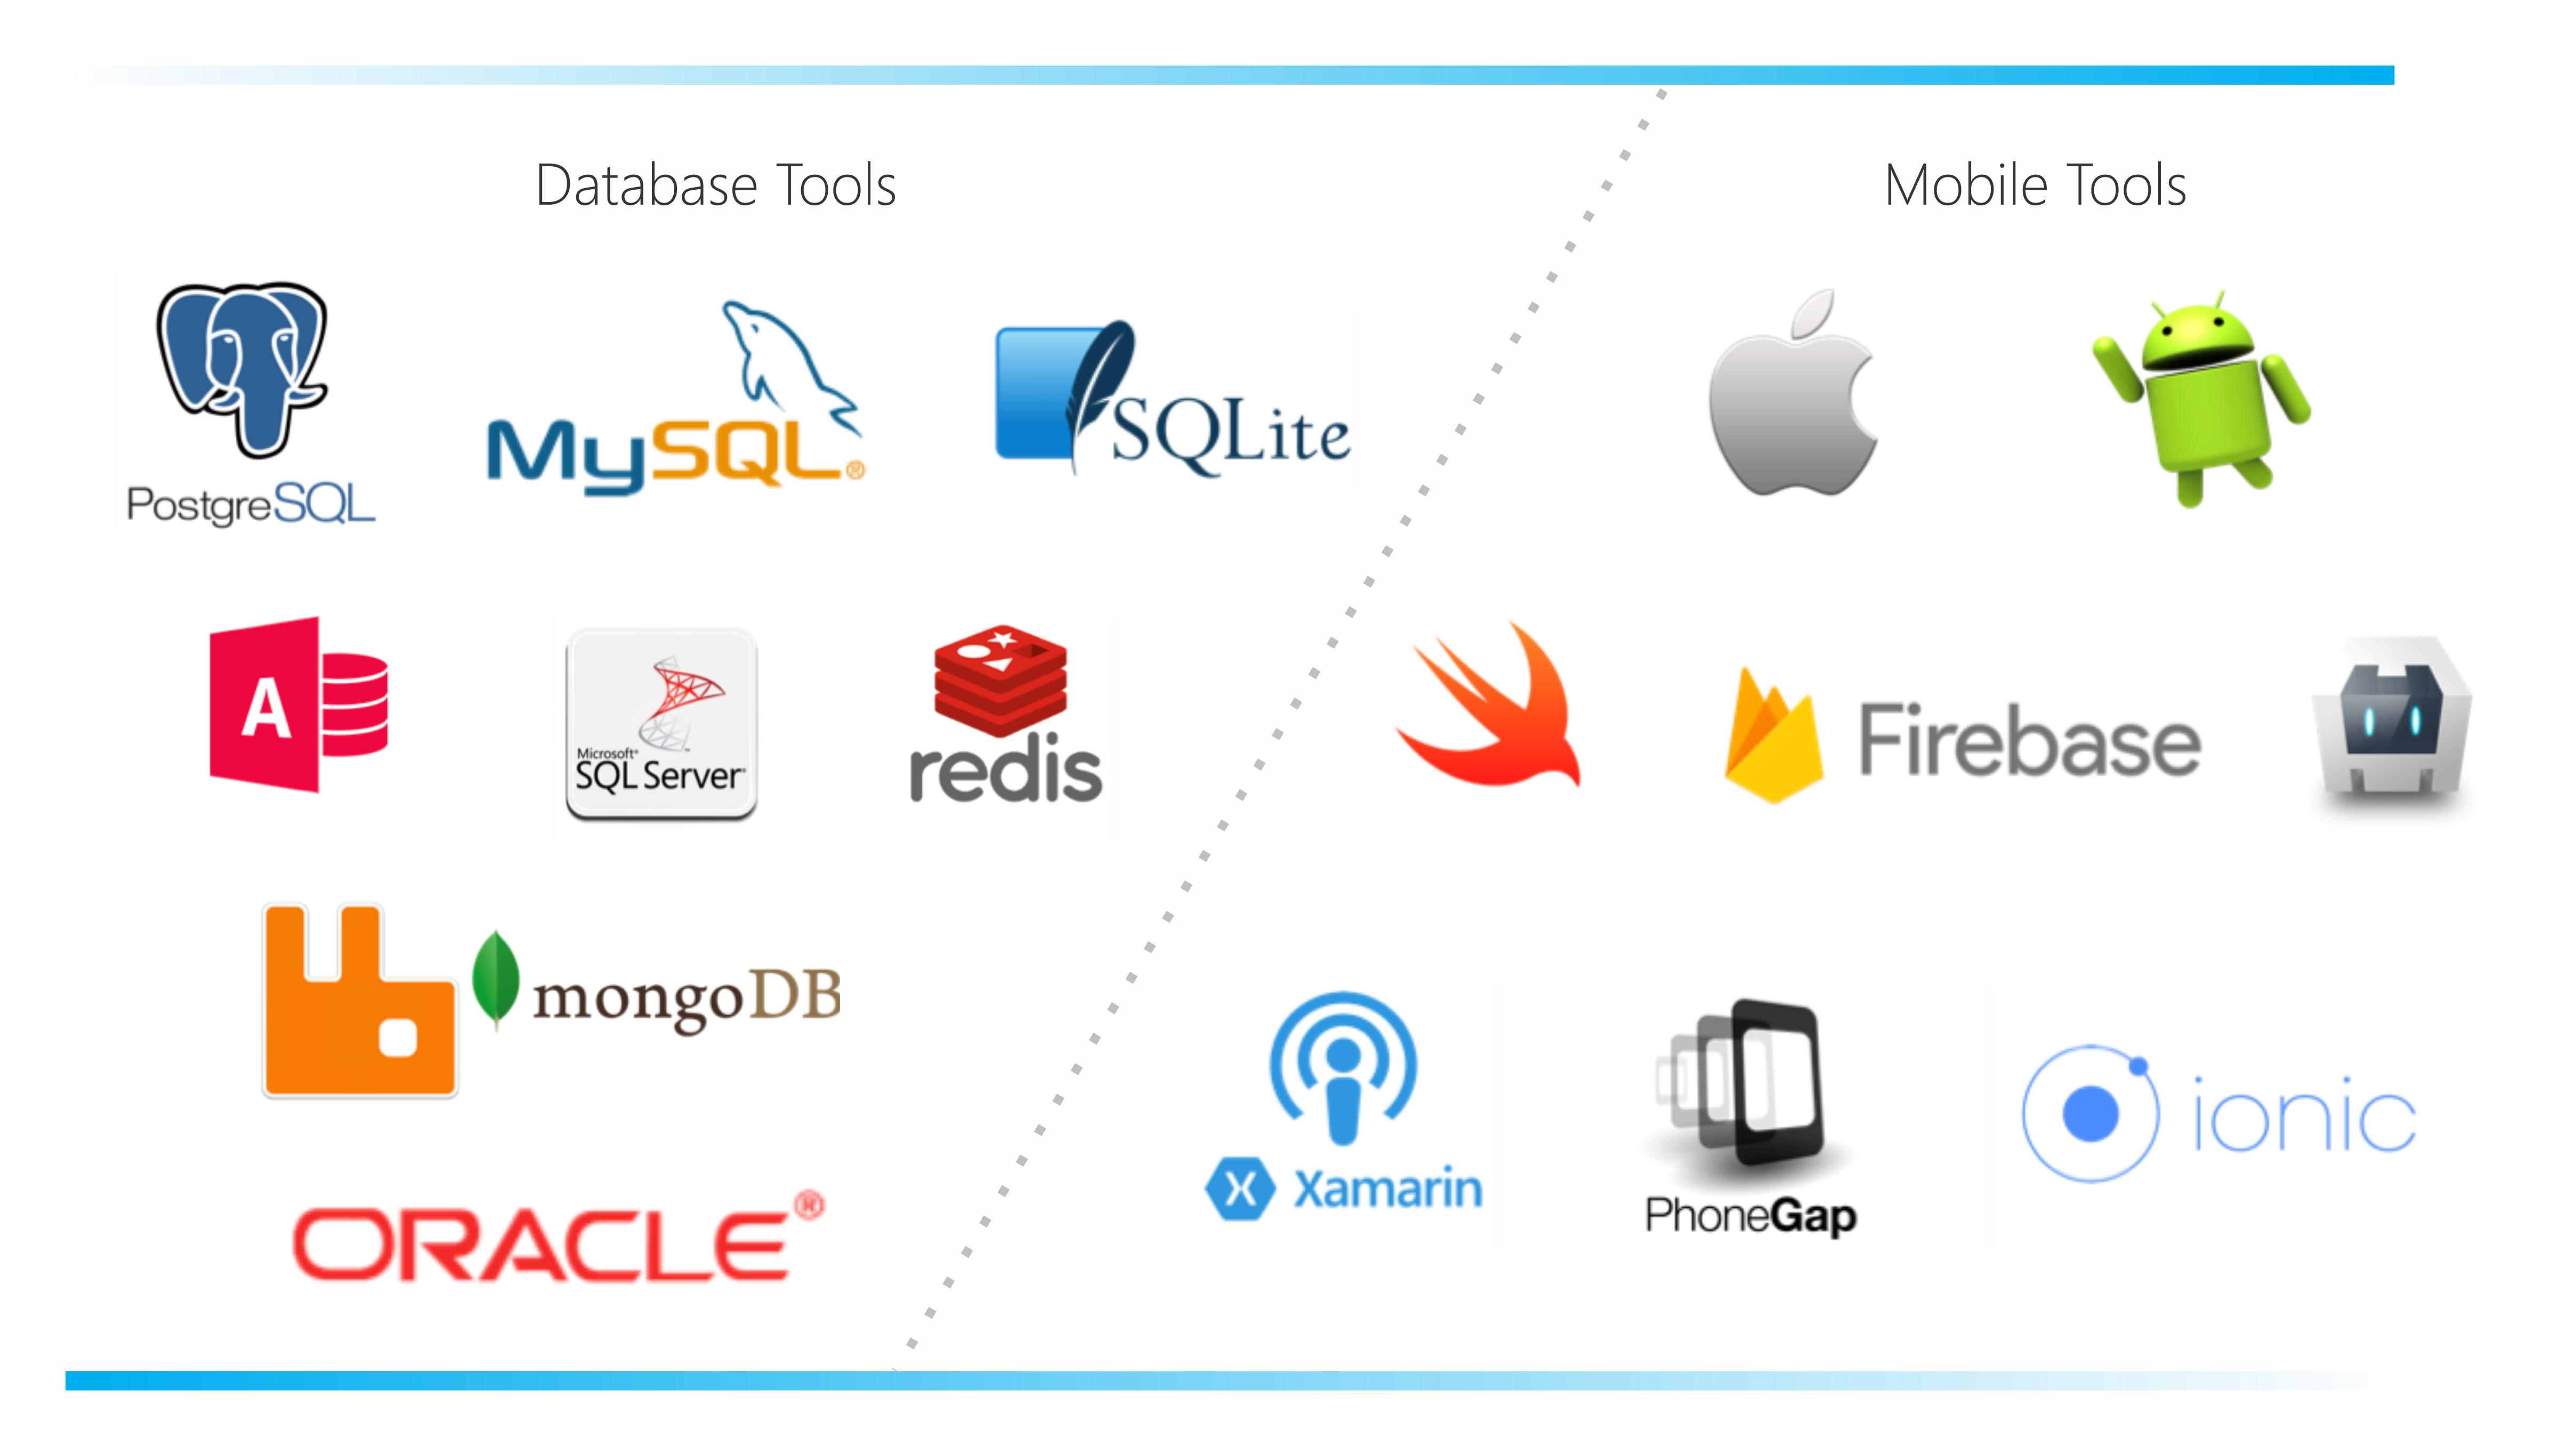 Database Tools
Mobile Tools
PostgreSQL
MySQL®
SQLite
A
Microsoft®
SQL Server®
redis
Firebase
mongoDB
ORACLE®
X Xamarin
PhoneGap
ionic